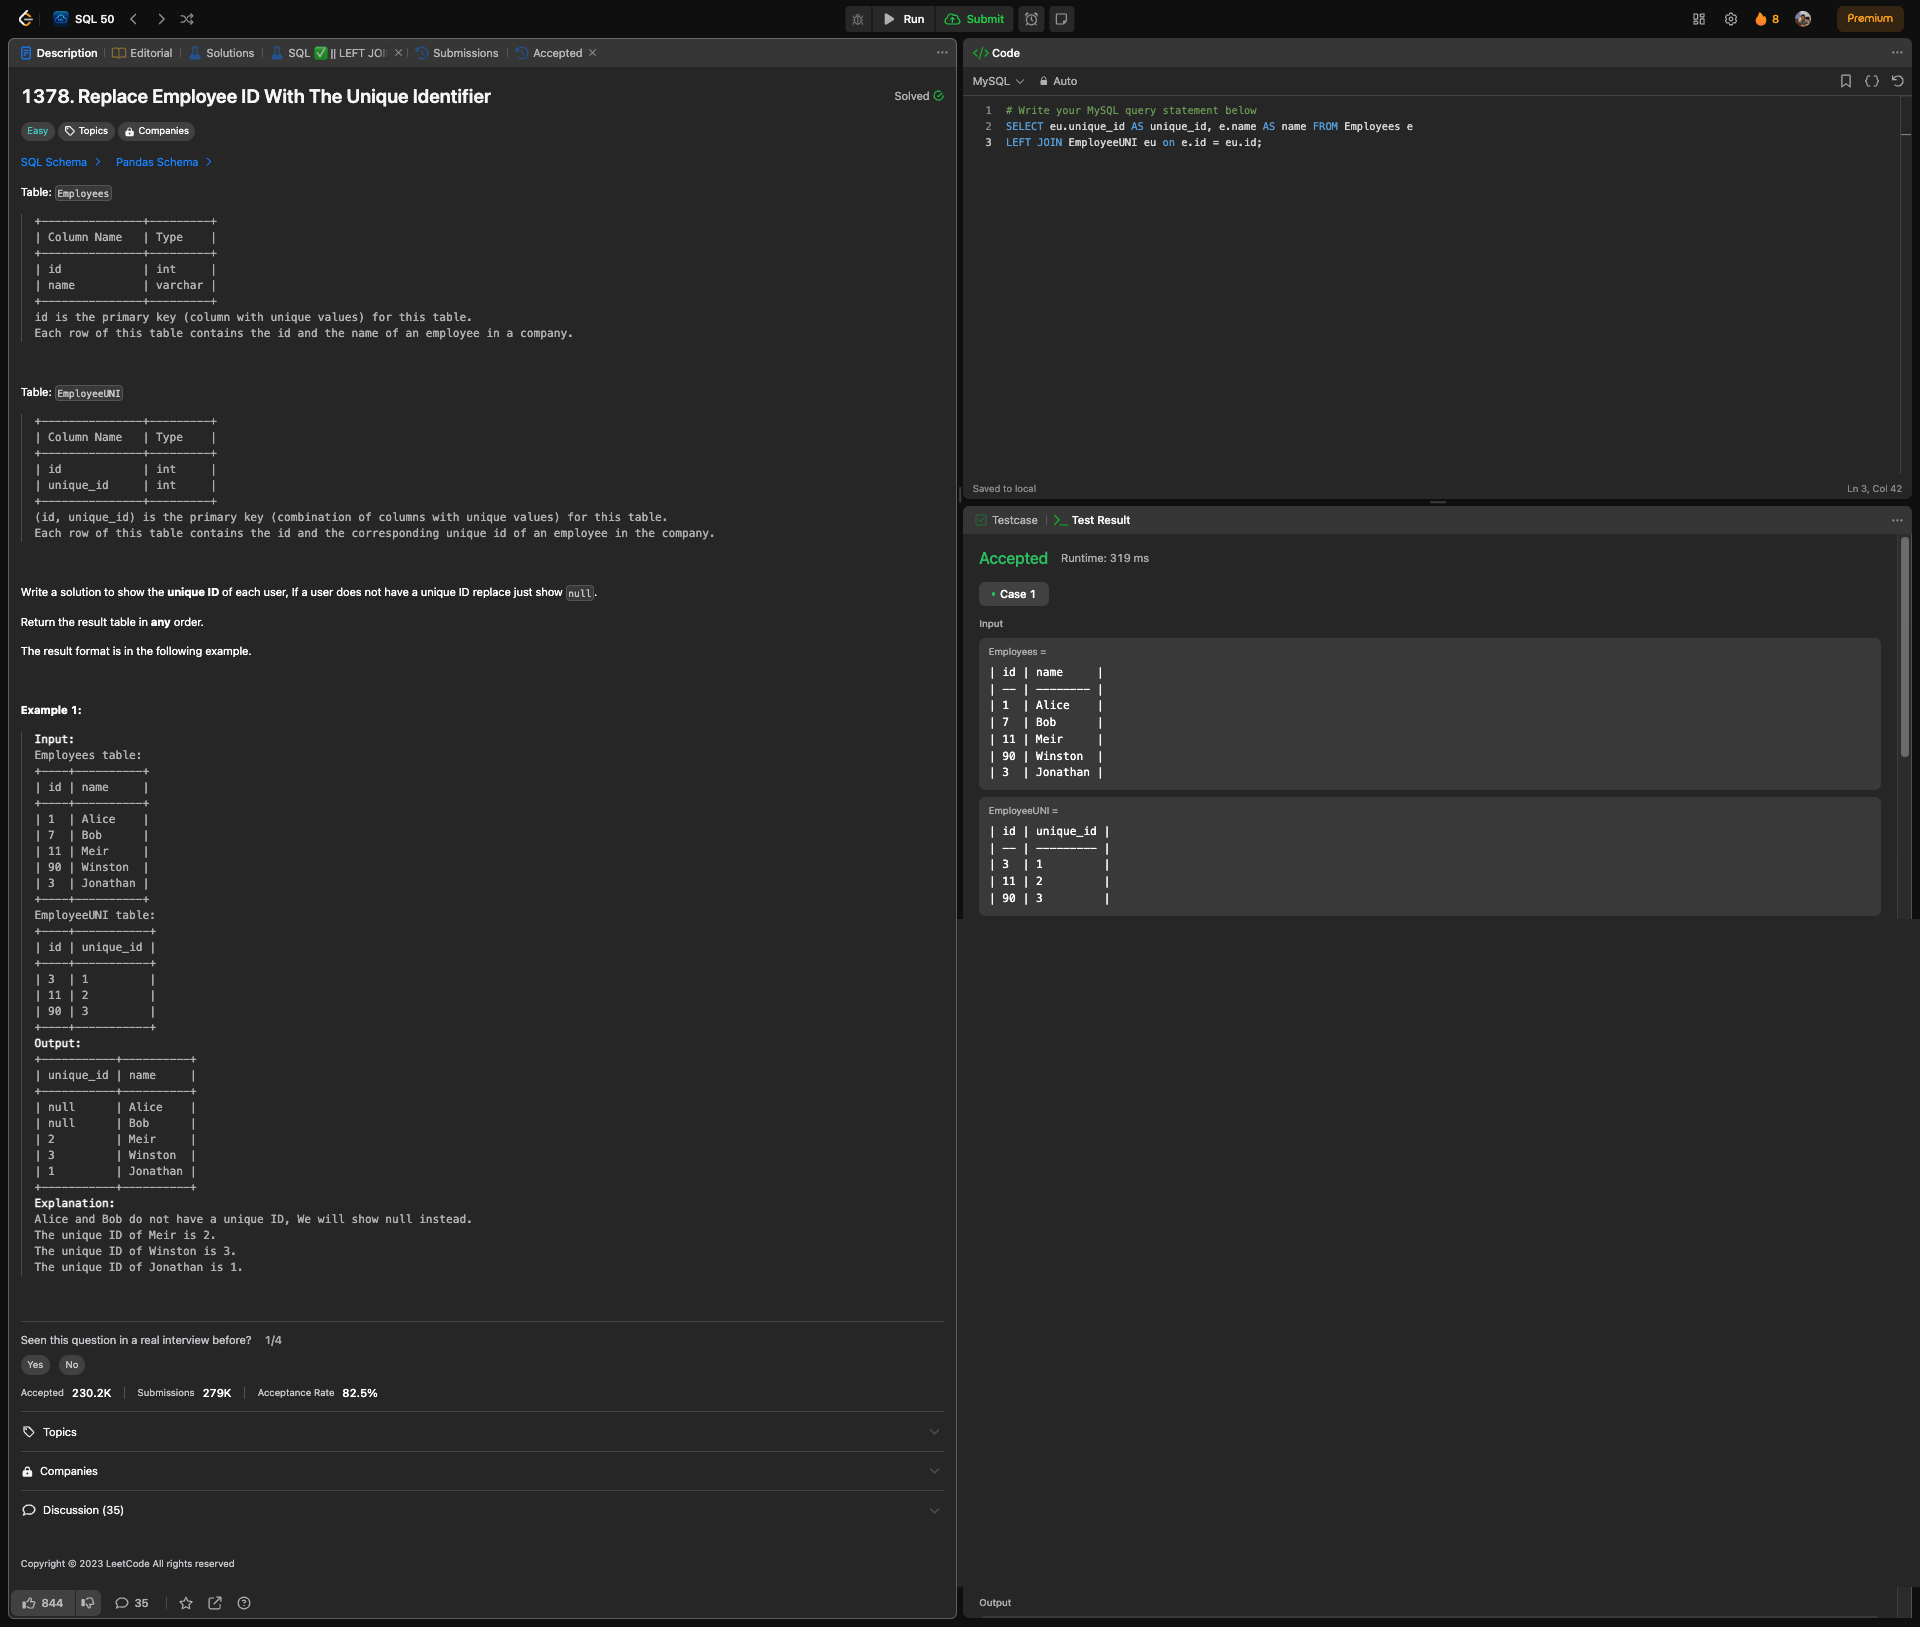 SQL 50
Run
Submit
8
Premium
Description
Editorial
Solutions
SQL ✅ || LEFT JOI
Submissions
Accepted
1378. Replace Employee ID With The Unique Identifier
Solved
Easy
Topics
Companies
SQL Schema
Pandas Schema
Table: Employees
+---------------+---------+
| Column Name   | Type    |
+---------------+---------+
| id            | int     |
| name          | varchar |
+---------------+---------+
id is the primary key (column with unique values) for this table.
Each row of this table contains the id and the name of an employee in a company.
Table: EmployeeUNI
+---------------+---------+
| Column Name   | Type    |
+---------------+---------+
| id            | int     |
| unique_id     | int     |
+---------------+---------+
(id, unique_id) is the primary key (combination of columns with unique values) for this table.
Each row of this table contains the id and the corresponding unique id of an employee in the company.
Write a solution to show the unique ID of each user, If a user does not have a unique ID replace just show null.
Return the result table in any order.
The result format is in the following example.
Example 1:
Input:
Employees table:
+----+----------+
| id | name     |
+----+----------+
| 1  | Alice    |
| 7  | Bob      |
| 11 | Meir     |
| 90 | Winston  |
| 3  | Jonathan |
+----+----------+
EmployeeUNI table:
+----+-----------+
| id | unique_id |
+----+-----------+
| 3  | 1         |
| 11 | 2         |
| 90 | 3         |
+----+-----------+
Output:
+-----------+----------+
| unique_id | name     |
+-----------+----------+
| null      | Alice    |
| null      | Bob      |
| 2         | Meir     |
| 3         | Winston  |
| 1         | Jonathan |
+-----------+----------+
Explanation:
Alice and Bob do not have a unique ID, We will show null instead.
The unique ID of Meir is 2.
The unique ID of Winston is 3.
The unique ID of Jonathan is 1.
Seen this question in a real interview before? 1/4
Yes
No
Accepted 230.2K
Submissions 279K
Acceptance Rate 82.5%
Topics
Companies
Discussion (35)
Copyright © 2023 LeetCode All rights reserved
844
35
</> Code
MySQL
Auto
1 # Write your MySQL query statement below
2 SELECT eu.unique_id AS unique_id, e.name AS name FROM Employees e
3 LEFT JOIN EmployeeUNI eu on e.id = eu.id;
Saved to local
Ln 3, Col 42
Testcase
Test Result
Accepted
Runtime: 319 ms
• Case 1
Input
Employees =
| id | name     |
| -- | -------- |
| 1  | Alice    |
| 7  | Bob      |
| 11 | Meir     |
| 90 | Winston  |
| 3  | Jonathan |
EmployeeUNI =
| id | unique_id |
| -- | --------- |
| 3  | 1         |
| 11 | 2         |
| 90 | 3         |
Output